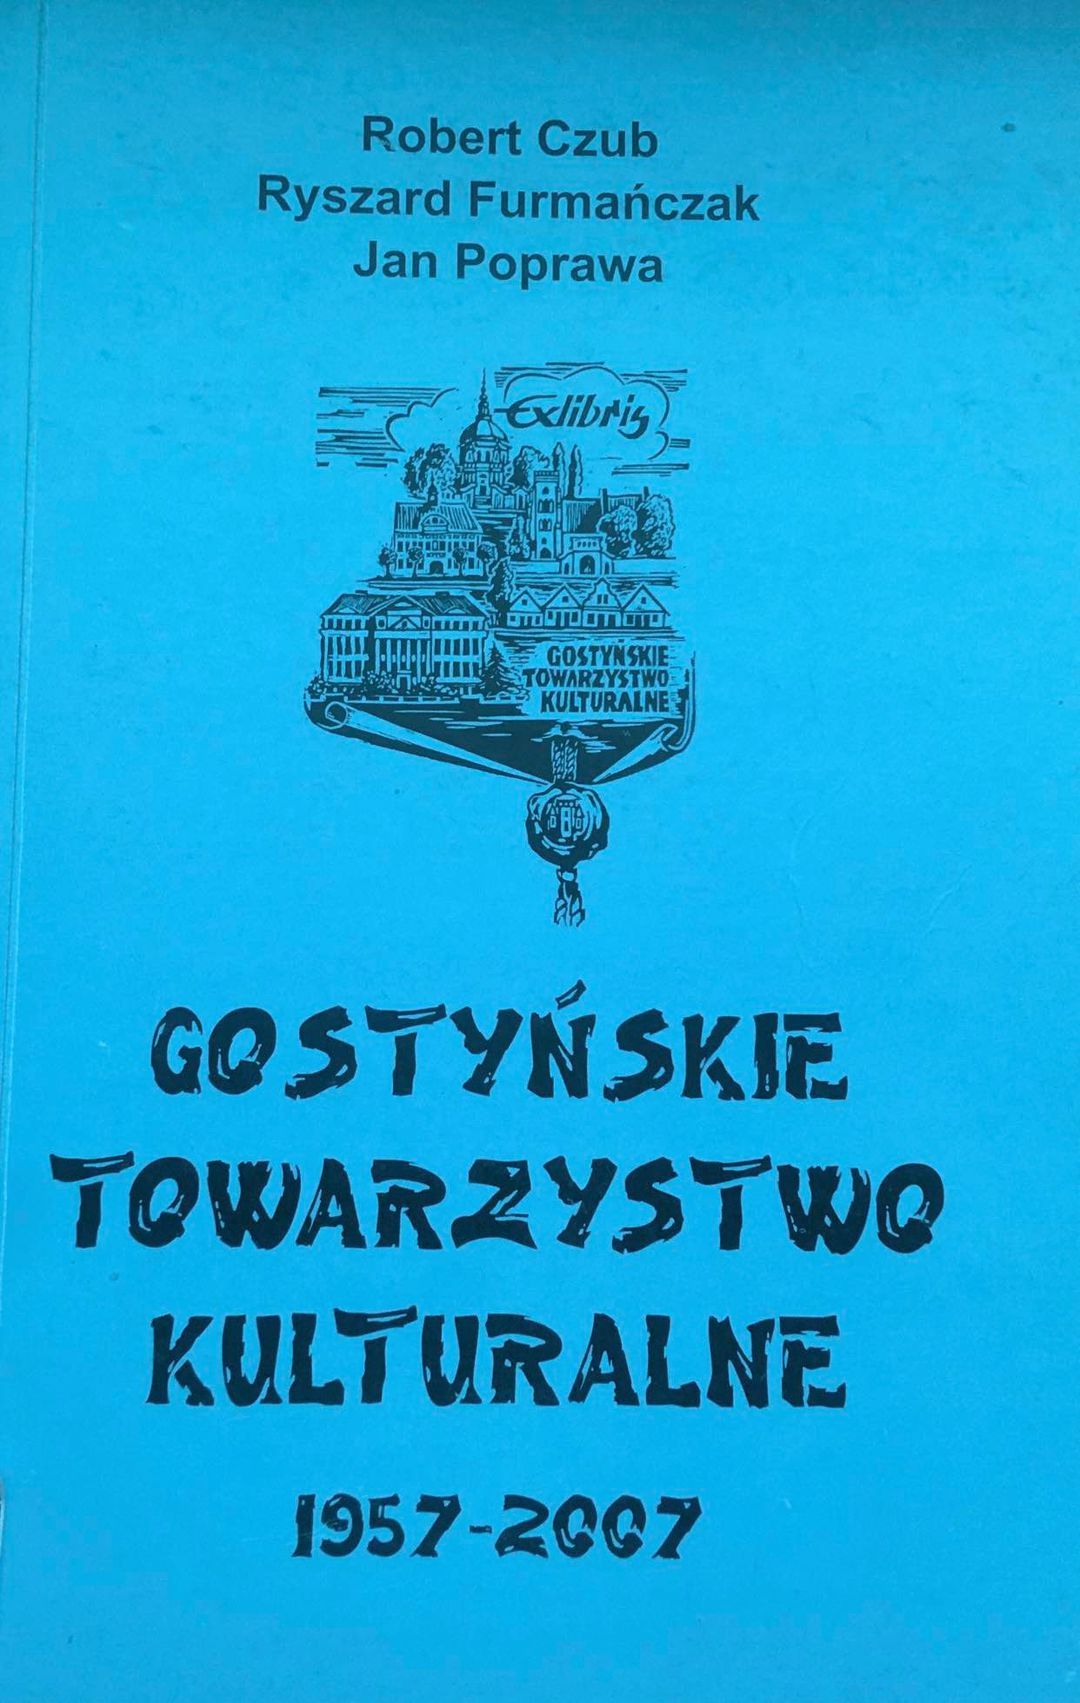 Robert Czub
Ryszard Furmańczak
Jan Poprawa
Exlibris
GOSTYŃSKIE
TOWARZYSTWO
KULTURALNE
GOSTYŃSKIE
TOWARZYSTWO
KULTURALNE
1957-2007